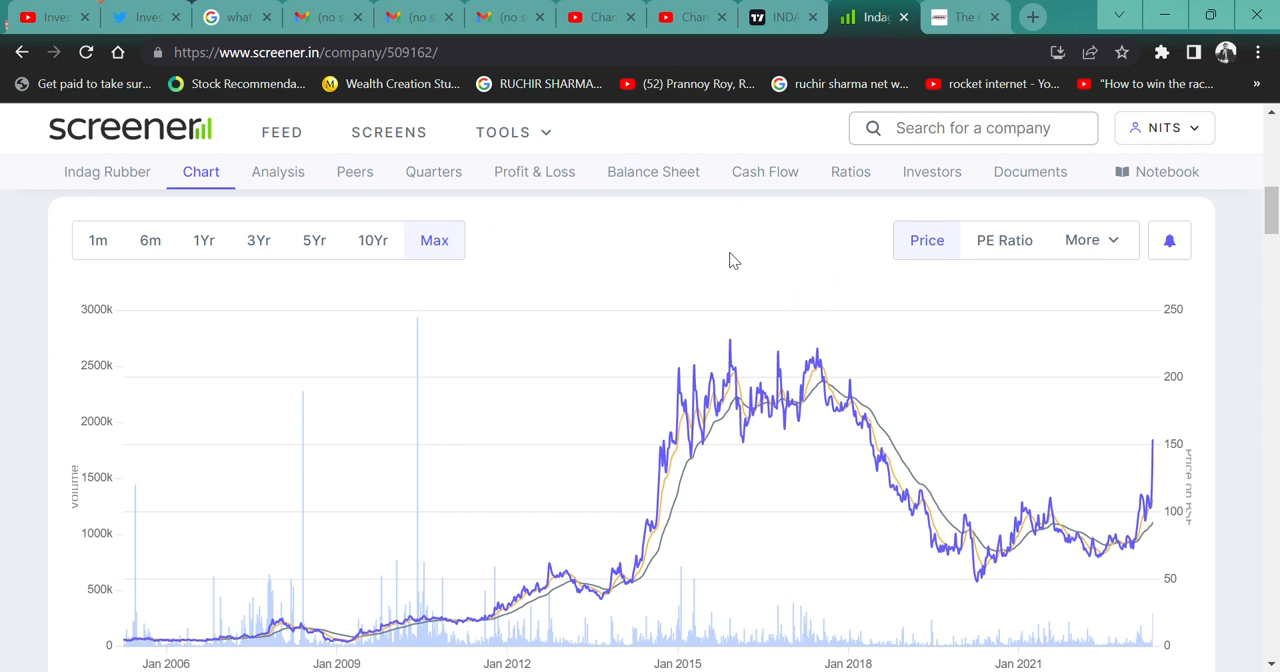 Inves
Inves
what
(no s
(no s
(no s
Chan
Chan
INDA
Indag
The C
https://www.screener.in/company/509162/
Get paid to take sur...
Stock Recommenda...
Wealth Creation Stu...
RUCHIR SHARMA...
(52) Prannoy Roy, R...
ruchir sharma net w...
rocket internet - Yo...
"How to win the rac...
»
screener
FEED
SCREENS
TOOLS
Search for a company
NITS
Indag Rubber
Chart
Analysis
Peers
Quarters
Profit & Loss
Balance Sheet
Cash Flow
Ratios
Investors
Documents
Notebook
1m
6m
1Yr
3Yr
5Yr
10Yr
Max
Price
PE Ratio
More
3000k
2500k
2000k
1500k
1000k
500k
0
Volume
250
200
150
100
50
0
Jan 2006
Jan 2009
Jan 2012
Jan 2015
Jan 2018
Jan 2021